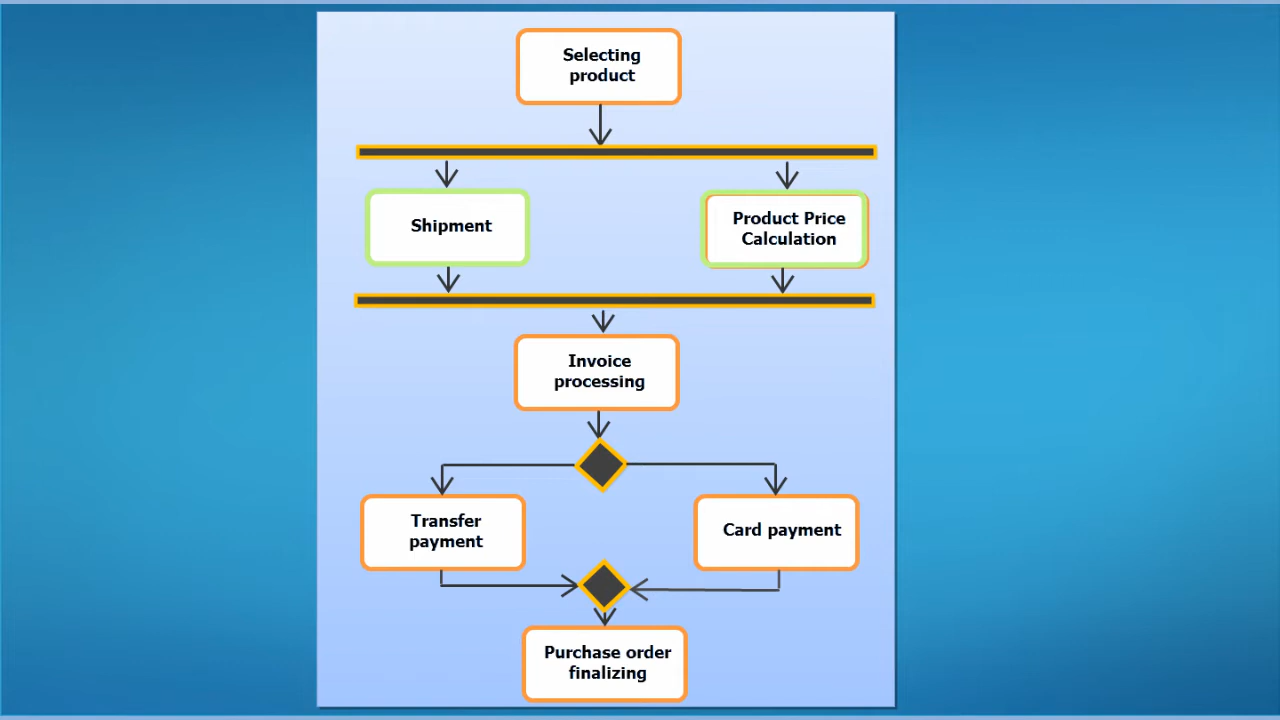 Selecting
product
Shipment
Product Price
Calculation
Invoice
processing
Transfer
payment
Card payment
Purchase order
finalizing